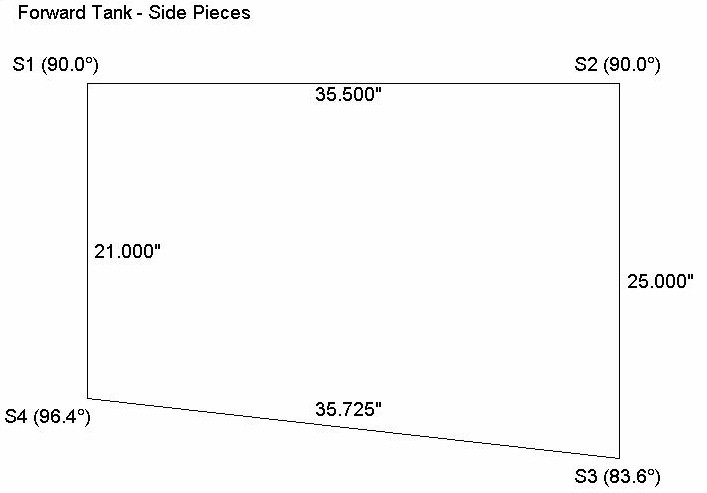 Forward Tank - Side Pieces
S1 (90.0°)
S2 (90.0°)
35.500"
21.000"
25.000"
35.725"
S4 (96.4°)
S3 (83.6°)